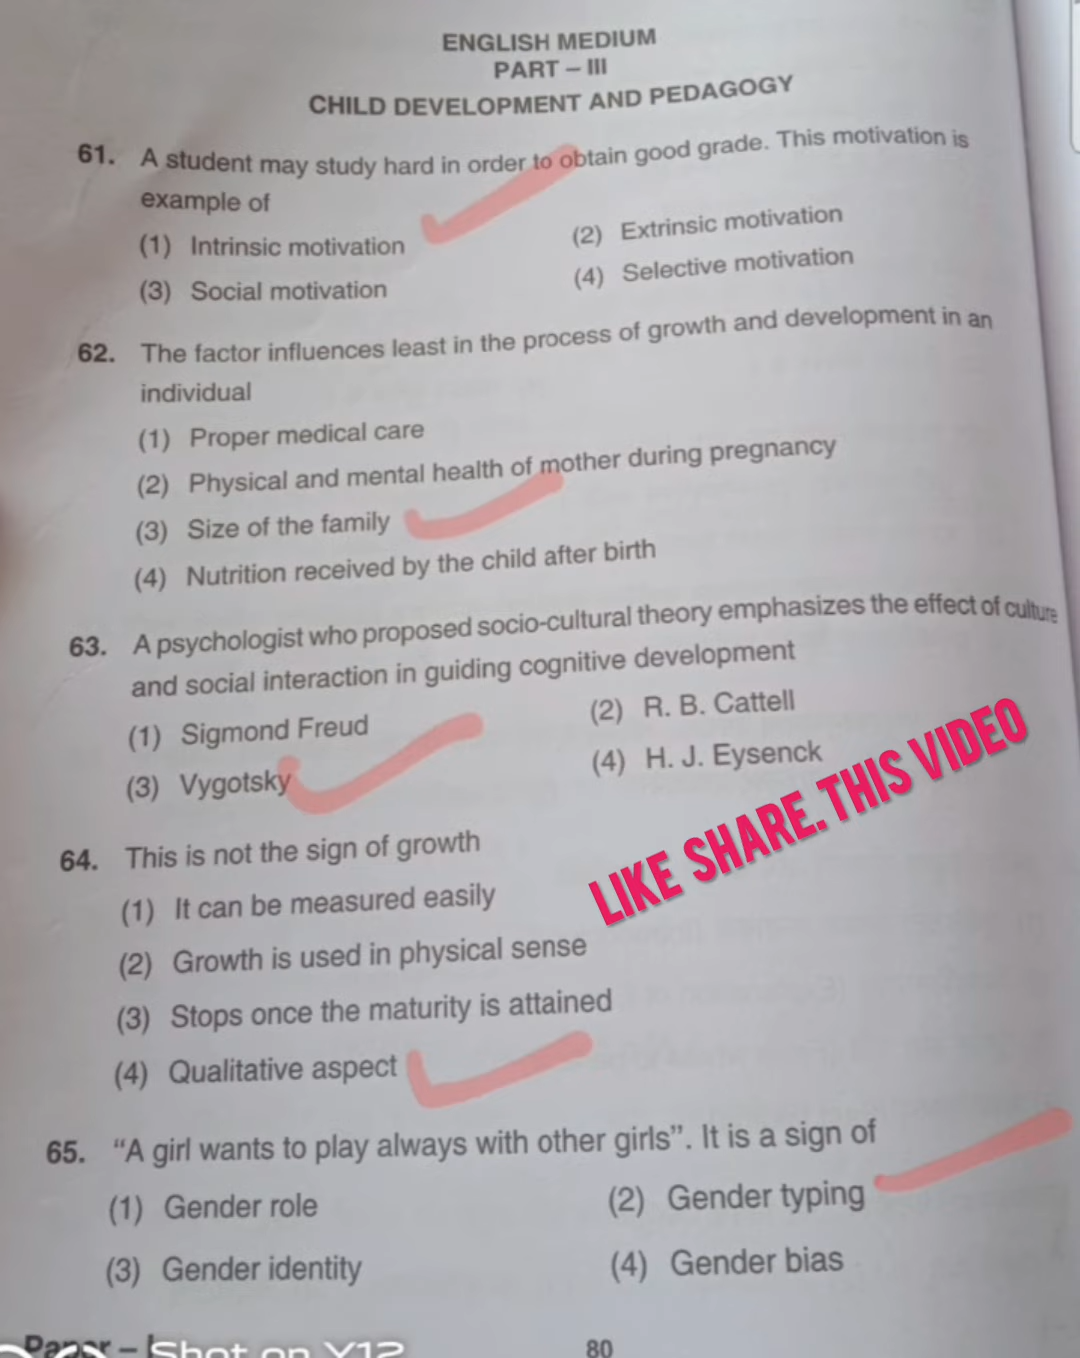 ENGLISH MEDIUM
PART – III
CHILD DEVELOPMENT AND PEDAGOGY
61. A student may study hard in order to obtain good grade. This motivation is
example of
(1) Intrinsic motivation (2) Extrinsic motivation
(3) Social motivation (4) Selective motivation
62. The factor influences least in the process of growth and development in an
individual
(1) Proper medical care
(2) Physical and mental health of mother during pregnancy
(3) Size of the family
(4) Nutrition received by the child after birth
63. A psychologist who proposed socio-cultural theory emphasizes the effect of culture
and social interaction in guiding cognitive development
(1) Sigmond Freud (2) R. B. Cattell
(3) Vygotsky (4) H. J. Eysenck
LIKE SHARE.THIS VIDEO
64. This is not the sign of growth
(1) It can be measured easily
(2) Growth is used in physical sense
(3) Stops once the maturity is attained
(4) Qualitative aspect
65. “A girl wants to play always with other girls”. It is a sign of
(1) Gender role (2) Gender typing
(3) Gender identity (4) Gender bias
Paper – I 80
Shot on Y12